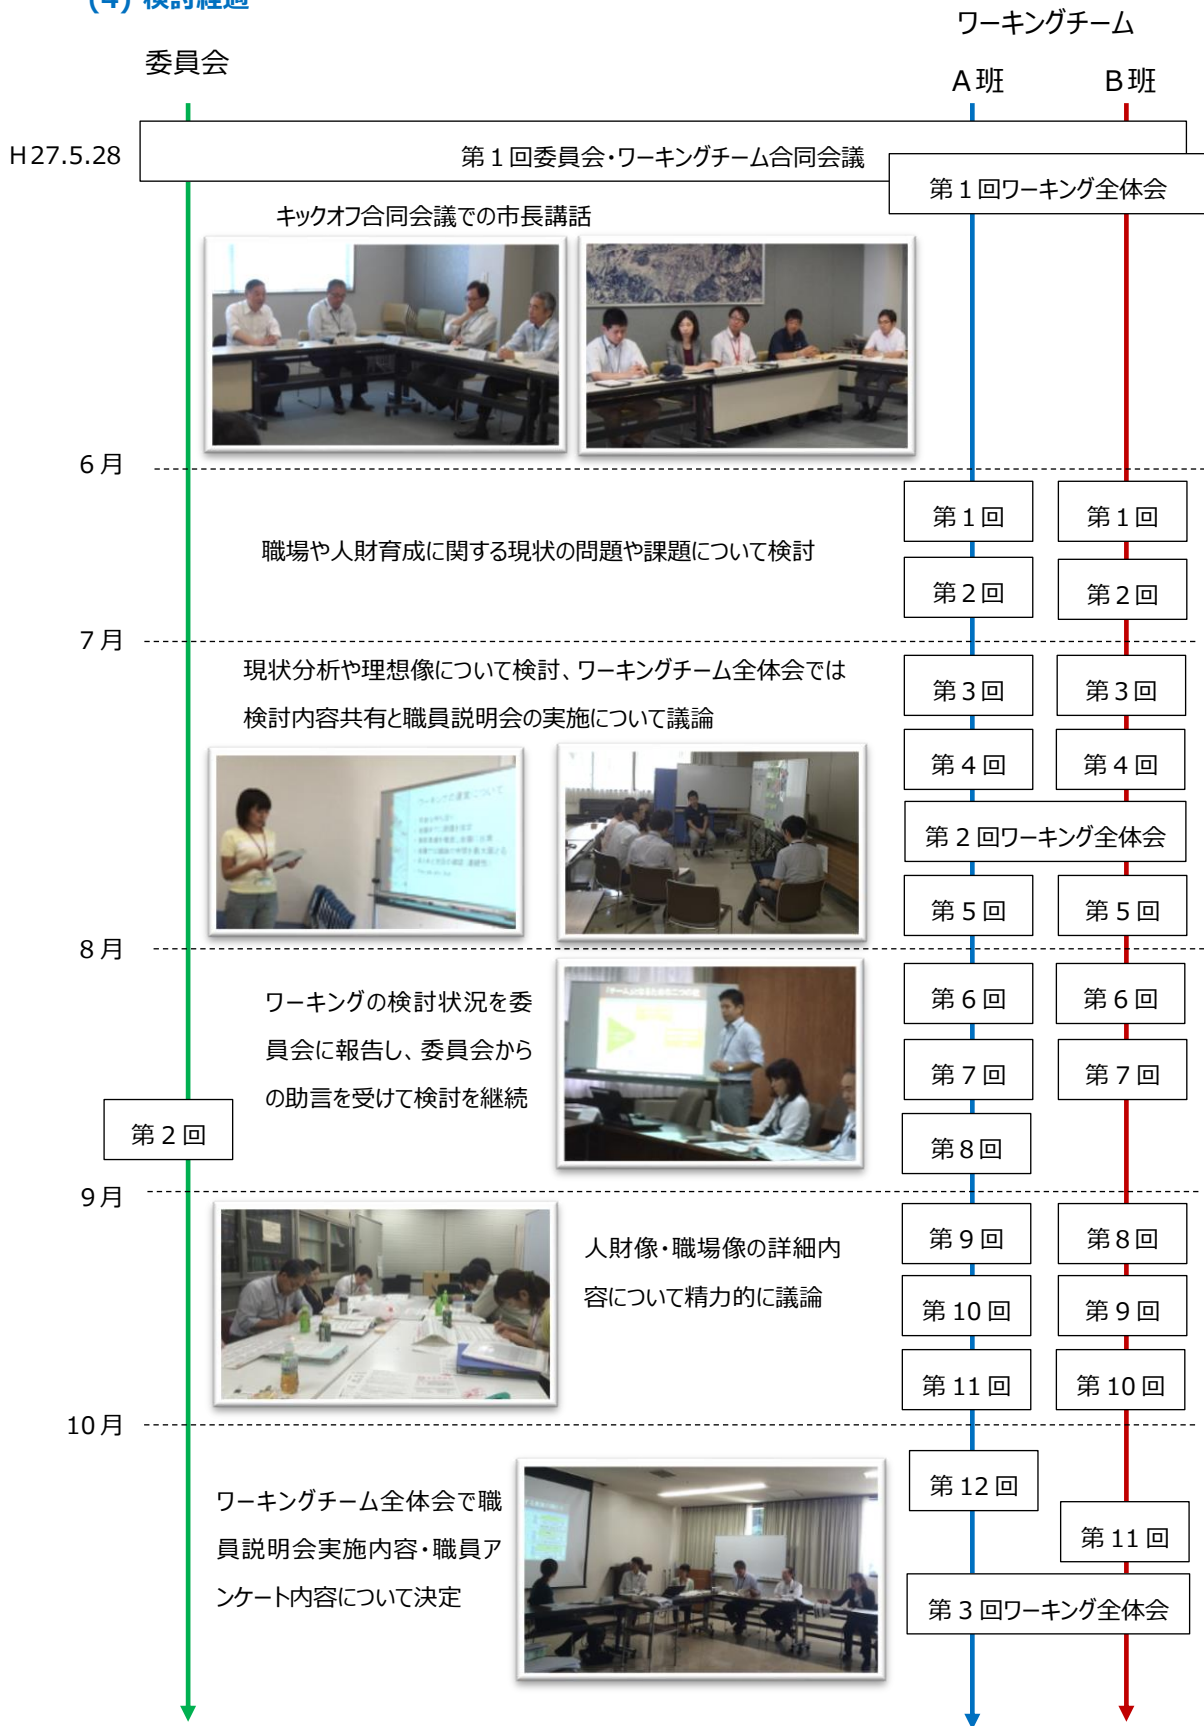 (4) 検討経過
ワーキングチーム
委員会
A班
B班
H27.5.28
第1回委員会・ワーキングチーム合同会議
第1回ワーキング全体会
キックオフ合同会議での市長講話
6月
第1回
第1回
職場や人財育成に関する現状の問題や課題について検討
第2回
第2回
7月
現状分析や理想像について検討、ワーキングチーム全体会では
検討内容共有と職員説明会の実施について議論
第3回
第3回
第4回
第4回
ワーキングの運営について
第2回ワーキング全体会
第5回
第5回
8月
ワーキングの検討状況を委
員会に報告し、委員会から
の助言を受けて検討を継続
第6回
第6回
第7回
第7回
第2回
第8回
9月
人財像・職場像の詳細内
容について精力的に議論
第9回
第8回
第10回
第9回
第11回
第10回
10月
ワーキングチーム全体会で職
員説明会実施内容・職員ア
ンケート内容について決定
第12回
第11回
第3回ワーキング全体会